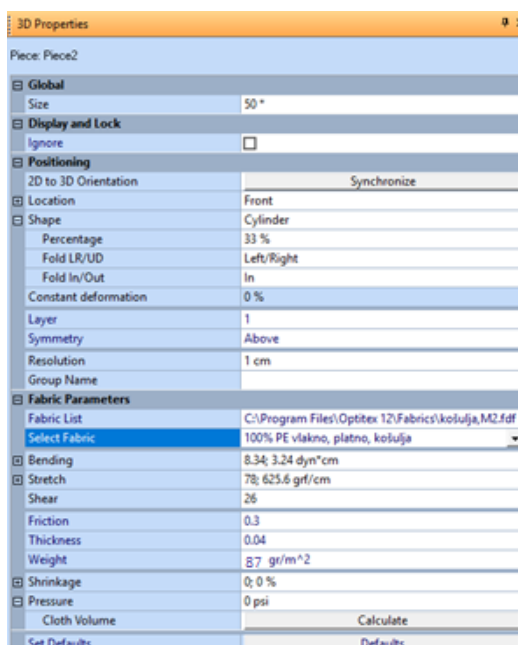 3D Properties
Piece: Piece2
Global
Size 50 *
Display and Lock
Ignore
Positioning
2D to 3D Orientation Synchronize
Location Front
Shape Cylinder
Percentage 33 %
Fold LR/UD Left/Right
Fold In/Out In
Constant deformation 0 %
Layer 1
Symmetry Above
Resolution 1 cm
Group Name
Fabric Parameters
Fabric List C:\Program Files\Optitex 12\Fabrics\košulja,M2.fdf
Select Fabric 100% PE vlakno, platno, košulja
Bending 8.34; 3.24 dyn*cm
Stretch 78; 625.6 grf/cm
Shear 26
Friction 0.3
Thickness 0.04
Weight 87 gr/m^2
Shrinkage 0; 0 %
Pressure 0 psi
Cloth Volume Calculate
Set Defaults Defaults